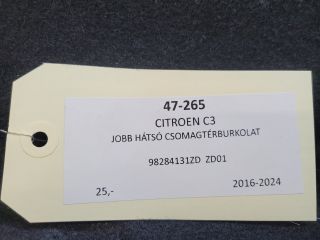 47-265
CITROEN C3
JOBB HÁTSÓ CSOMAGTÉRBURKOLAT
98284131ZD ZD01
25,- 2016-2024